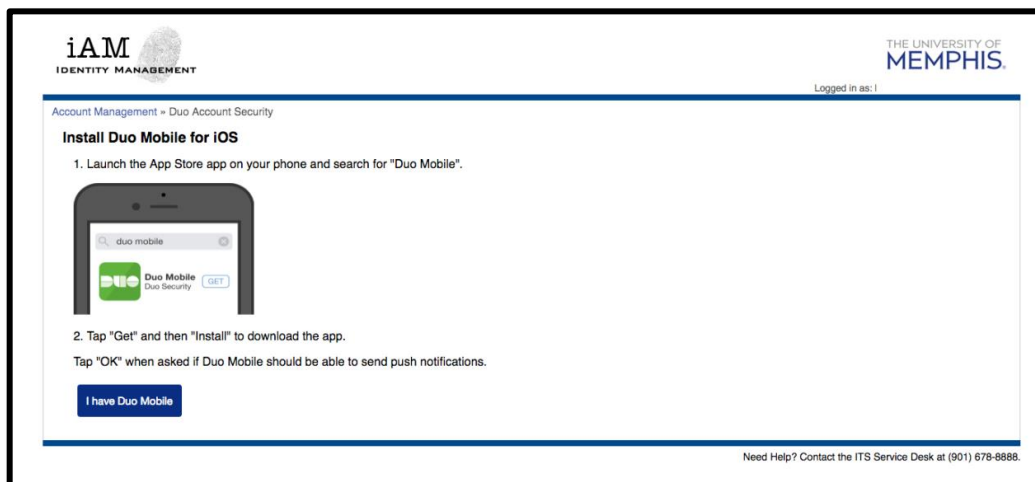 iAM
IDENTITY MANAGEMENT
THE UNIVERSITY OF
MEMPHIS.
Logged in as: l
Account Management » Duo Account Security
Install Duo Mobile for iOS
1. Launch the App Store app on your phone and search for "Duo Mobile".
duo mobile
DUO
Duo Mobile
Duo Security
GET
2. Tap "Get" and then "Install" to download the app.
Tap "OK" when asked if Duo Mobile should be able to send push notifications.
I have Duo Mobile
Need Help? Contact the ITS Service Desk at (901) 678-8888.